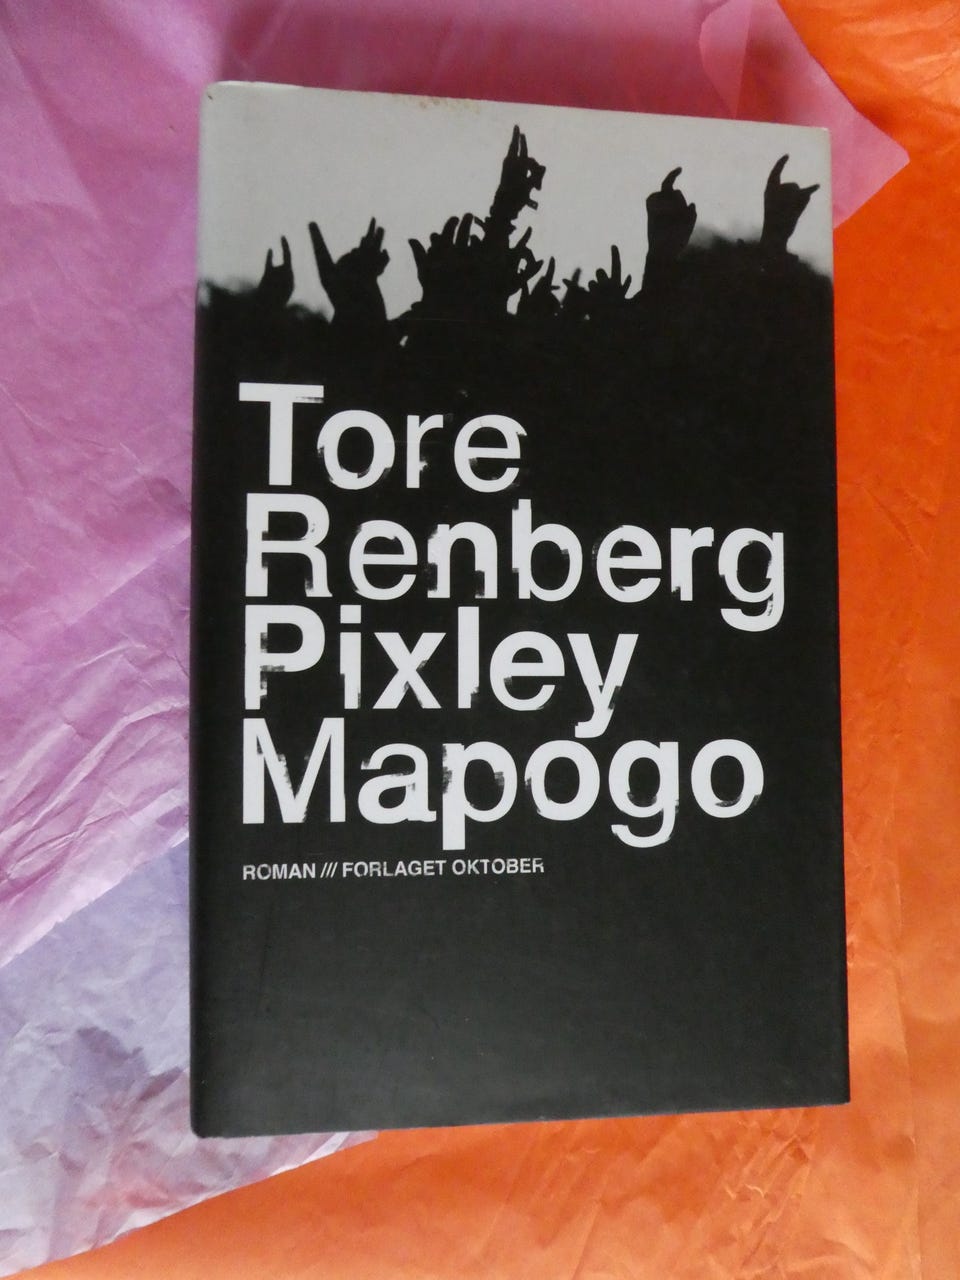 Tore
Renberg
Pixley
Mapogo
ROMAN /// FORLAGET OKTOBER